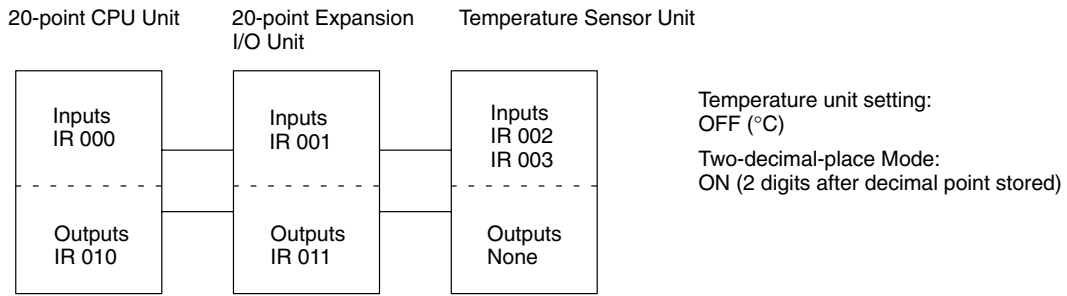 20-point CPU Unit
20-point Expansion
I/O Unit
Temperature Sensor Unit
Inputs
IR 000
Outputs
IR 010
Inputs
IR 001
Outputs
IR 011
Inputs
IR 002
IR 003
Outputs
None
Temperature unit setting:
OFF (°C)
Two-decimal-place Mode:
ON (2 digits after decimal point stored)